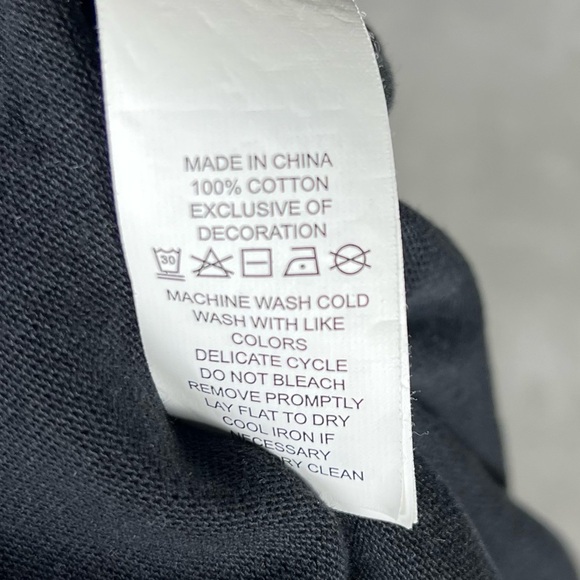 MADE IN CHINA
100% COTTON
EXCLUSIVE OF
DECORATION
30
MACHINE WASH COLD
WASH WITH LIKE
COLORS
DELICATE CYCLE
DO NOT BLEACH
REMOVE PROMPTLY
LAY FLAT TO DRY
COOL IRON IF
NECESSARY
RY CLEAN